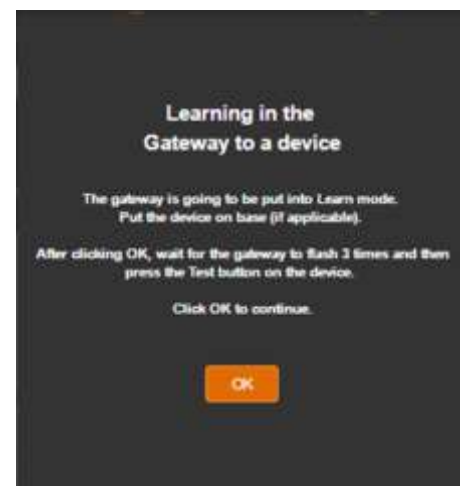 Learning in the
Gateway to a device
The gateway is going to be put into Learn mode.
Put the device on base (if applicable).
After clicking OK, wait for the gateway to flash 3 times and then
press the Test button on the device.
Click OK to continue.
OK